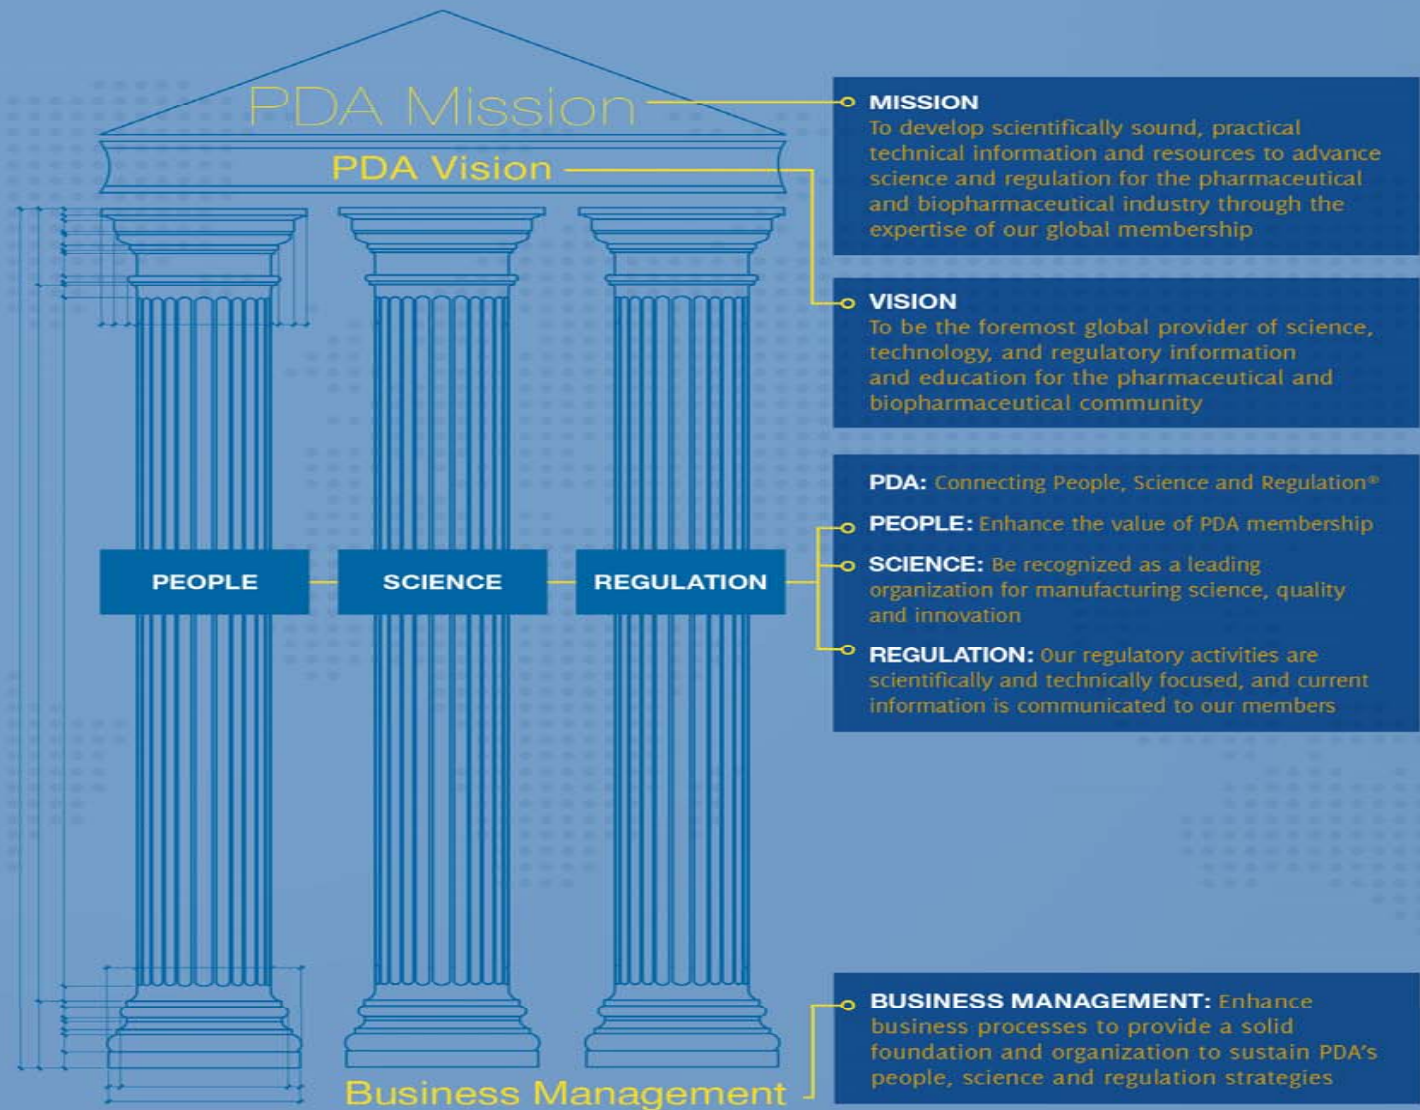 PDA Mission
PDA Vision
PEOPLE
SCIENCE
REGULATION
Business Management
MISSION
To develop scientifically sound, practical
technical information and resources to advance
science and regulation for the pharmaceutical
and biopharmaceutical industry through the
expertise of our global membership
VISION
To be the foremost global provider of science,
technology, and regulatory information
and education for the pharmaceutical and
biopharmaceutical community
PDA: Connecting People, Science and Regulation®
PEOPLE: Enhance the value of PDA membership
SCIENCE: Be recognized as a leading
organization for manufacturing science, quality
and innovation
REGULATION: Our regulatory activities are
scientifically and technically focused, and current
information is communicated to our members
BUSINESS MANAGEMENT: Enhance
business processes to provide a solid
foundation and organization to sustain PDA's
people, science and regulation strategies